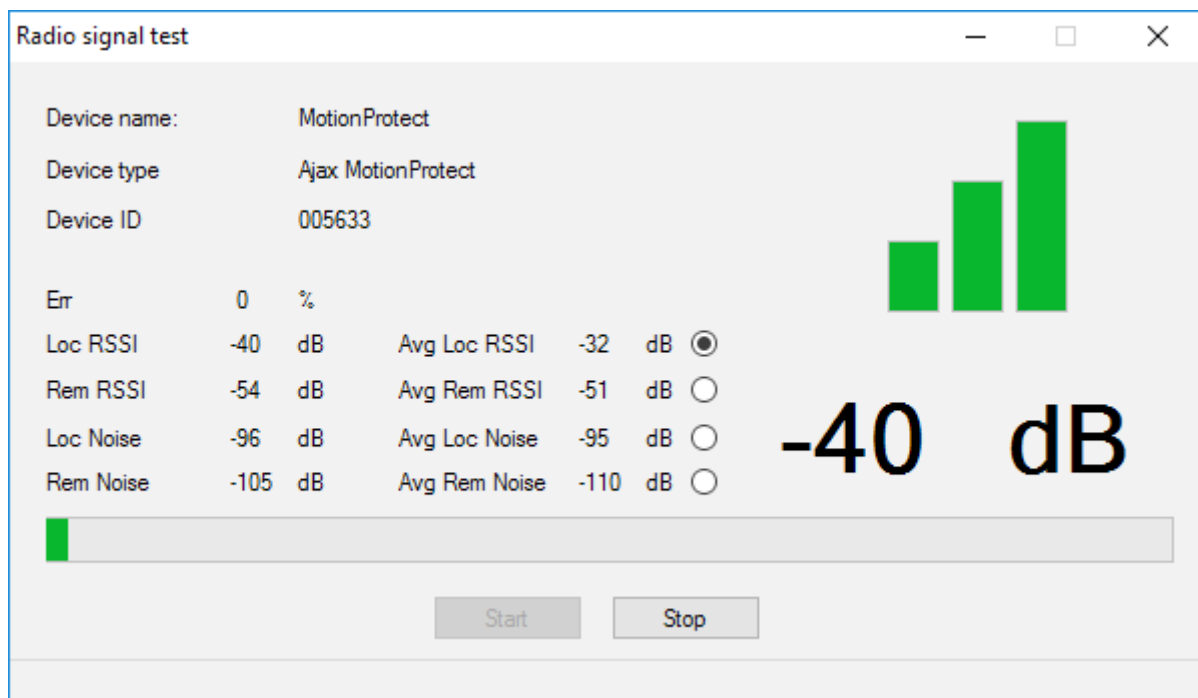 Radio signal test
Device name: MotionProtect
Device type Ajax MotionProtect
Device ID 005633
Err 0 %
Loc RSSI -40 dB Avg Loc RSSI -32 dB
Rem RSSI -54 dB Avg Rem RSSI -51 dB
Loc Noise -96 dB Avg Loc Noise -95 dB
Rem Noise -105 dB Avg Rem Noise -110 dB
-40 dB
Start Stop